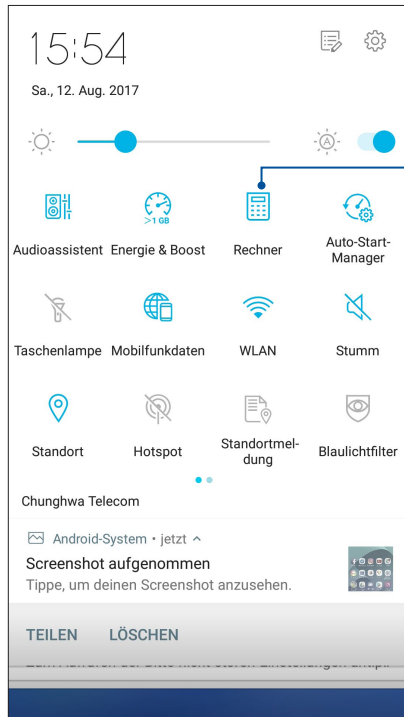 15:54
Sa., 12. Aug. 2017
A
>1 GB
Audioassistent Energie & Boost Rechner Auto-Start-
Manager
Taschenlampe Mobilfunkdaten WLAN Stumm
Standort Hotspot Standortmel-
dung Blaulichtfilter
Chunghwa Telecom
Android-System • jetzt ^
Screenshot aufgenommen
Tippe, um deinen Screenshot anzusehen.
TEILEN LÖSCHEN